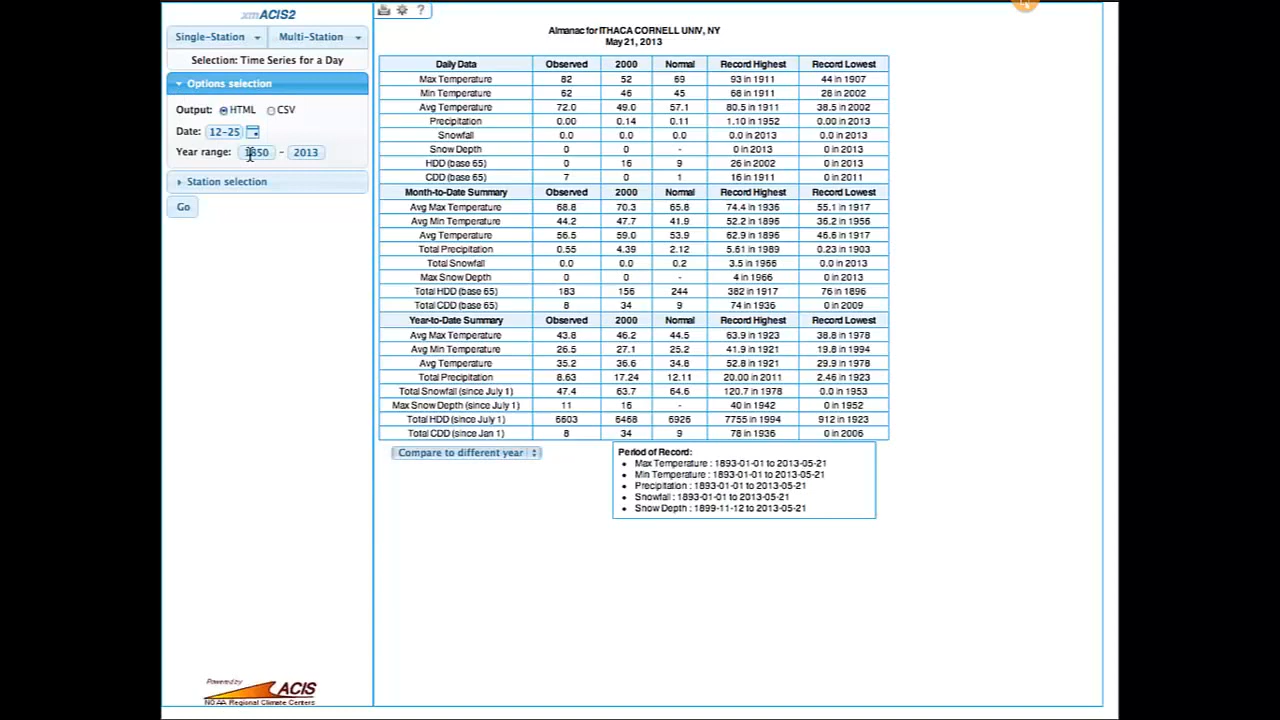 xmACIS2
Single-Station Multi-Station
Selection: Time Series for a Day
Options selection
Output: HTML CSV
Date: 12-25
Year range: 1850 - 2013
Station selection
Go
?
Almanac for ITHACA CORNELL UNIV, NY
May 21, 2013
Daily Data Observed 2000 Normal Record Highest Record Lowest
Max Temperature 82 52 69 93 in 1911 44 in 1907
Min Temperature 62 46 45 68 in 1911 28 in 2002
Avg Temperature 72.0 49.0 57.1 80.5 in 1911 38.5 in 2002
Precipitation 0.00 0.14 0.11 1.10 in 1952 0.00 in 2013
Snowfall 0.0 0.0 0.0 0.0 in 2013 0.0 in 2013
Snow Depth 0 0 - 0 in 2013 0 in 2013
HDD (base 65) 0 16 9 26 in 2002 0 in 2013
CDD (base 65) 7 0 1 16 in 1911 0 in 2011
Month-to-Date Summary Observed 2000 Normal Record Highest Record Lowest
Avg Max Temperature 68.8 70.3 65.8 74.4 in 1936 55.1 in 1917
Avg Min Temperature 44.2 47.7 41.9 52.2 in 1896 36.2 in 1956
Avg Temperature 56.5 59.0 53.9 62.9 in 1896 46.6 in 1917
Total Precipitation 0.55 4.39 2.12 5.61 in 1989 0.23 in 1903
Total Snowfall 0.0 0.0 0.2 3.5 in 1966 0.0 in 2013
Max Snow Depth 0 0 - 4 in 1966 0 in 2013
Total HDD (base 65) 183 156 244 382 in 1917 76 in 1896
Total CDD (base 65) 8 34 9 74 in 1936 0 in 2009
Year-to-Date Summary Observed 2000 Normal Record Highest Record Lowest
Avg Max Temperature 43.8 46.2 44.5 63.9 in 1923 38.8 in 1978
Avg Min Temperature 26.5 27.1 25.2 41.9 in 1921 19.8 in 1994
Avg Temperature 35.2 36.6 34.8 52.8 in 1921 29.9 in 1978
Total Precipitation 8.63 17.24 12.11 20.00 in 2011 2.46 in 1923
Total Snowfall (since July 1) 47.4 63.7 64.6 120.7 in 1978 0.0 in 1953
Max Snow Depth (since July 1) 11 16 - 40 in 1942 0 in 1952
Total HDD (since July 1) 6603 6468 6926 7755 in 1994 912 in 1923
Total CDD (since Jan 1) 8 34 9 78 in 1936 0 in 2006
Compare to different year
Period of Record:
• Max Temperature : 1893-01-01 to 2013-05-21
• Min Temperature : 1893-01-01 to 2013-05-21
• Precipitation : 1893-01-01 to 2013-05-21
• Snowfall : 1893-01-01 to 2013-05-21
• Snow Depth : 1899-11-12 to 2013-05-21
Powered by
ACIS
NOAA Regional Climate Centers